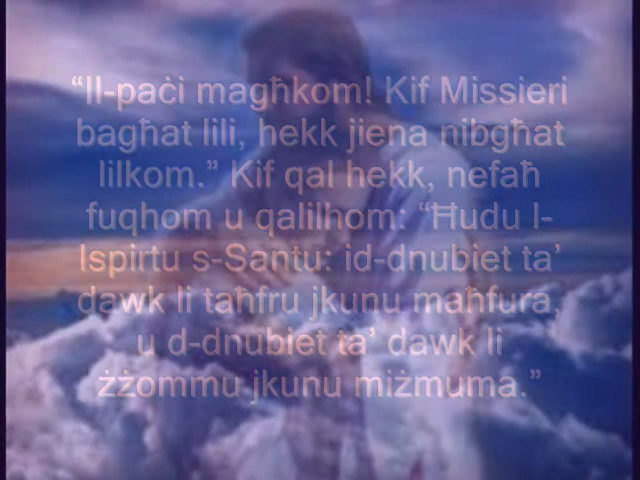 “Il-paċi magħkom! Kif Missieri
bagħat lili, hekk jiena nibgħat
lilkom.” Kif qal hekk, nefaħ
fuqhom u qalilhom: “Ħudu l-
Ispirtu s-Santu: id-dnubiet ta’
dawk li taħfru jkunu maħfura,
u d-dnubiet ta’ dawk li
żżommu jkunu miżmuma.”